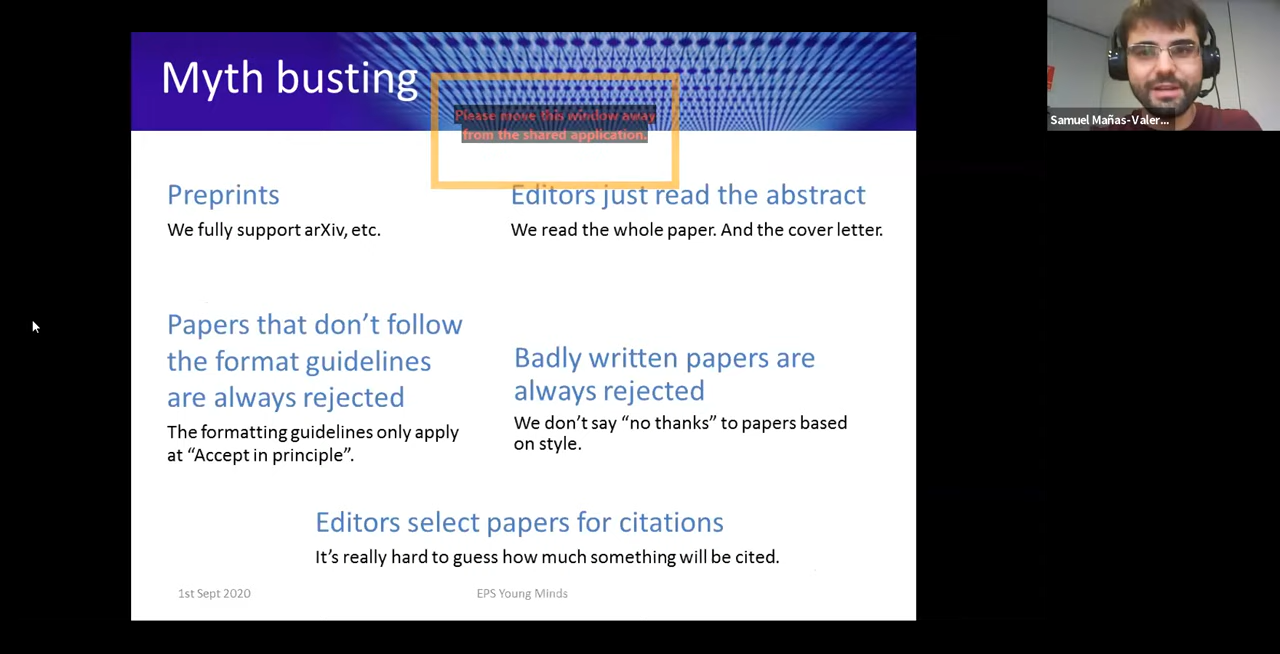 Myth busting
Please move this window away
from the shared application.
Samuel Mañas-Valer...
Preprints
We fully support arXiv, etc.
Editors just read the abstract
We read the whole paper. And the cover letter.
Papers that don’t follow
the format guidelines
are always rejected
The formatting guidelines only apply
at “Accept in principle”.
Badly written papers are
always rejected
We don’t say “no thanks” to papers based
on style.
Editors select papers for citations
It’s really hard to guess how much something will be cited.
1st Sept 2020
EPS Young Minds